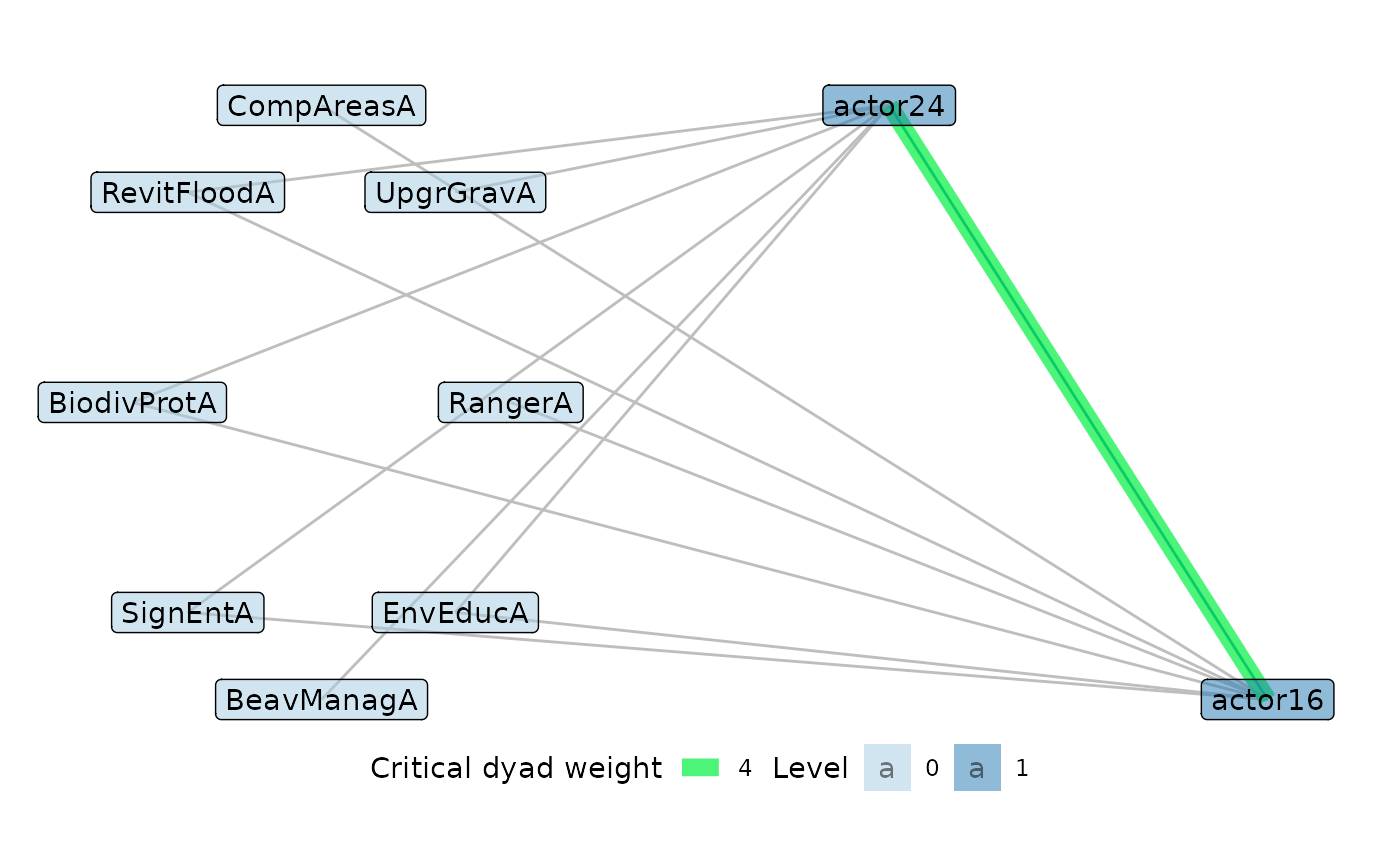 CompAreasA
actor24
RevitFloodA
UpgrGravA
BiodivProtA
RangerA
SignEntA
EnvEducA
BeavManagA
actor16
Critical dyad weight 4 Level a 0 a 1